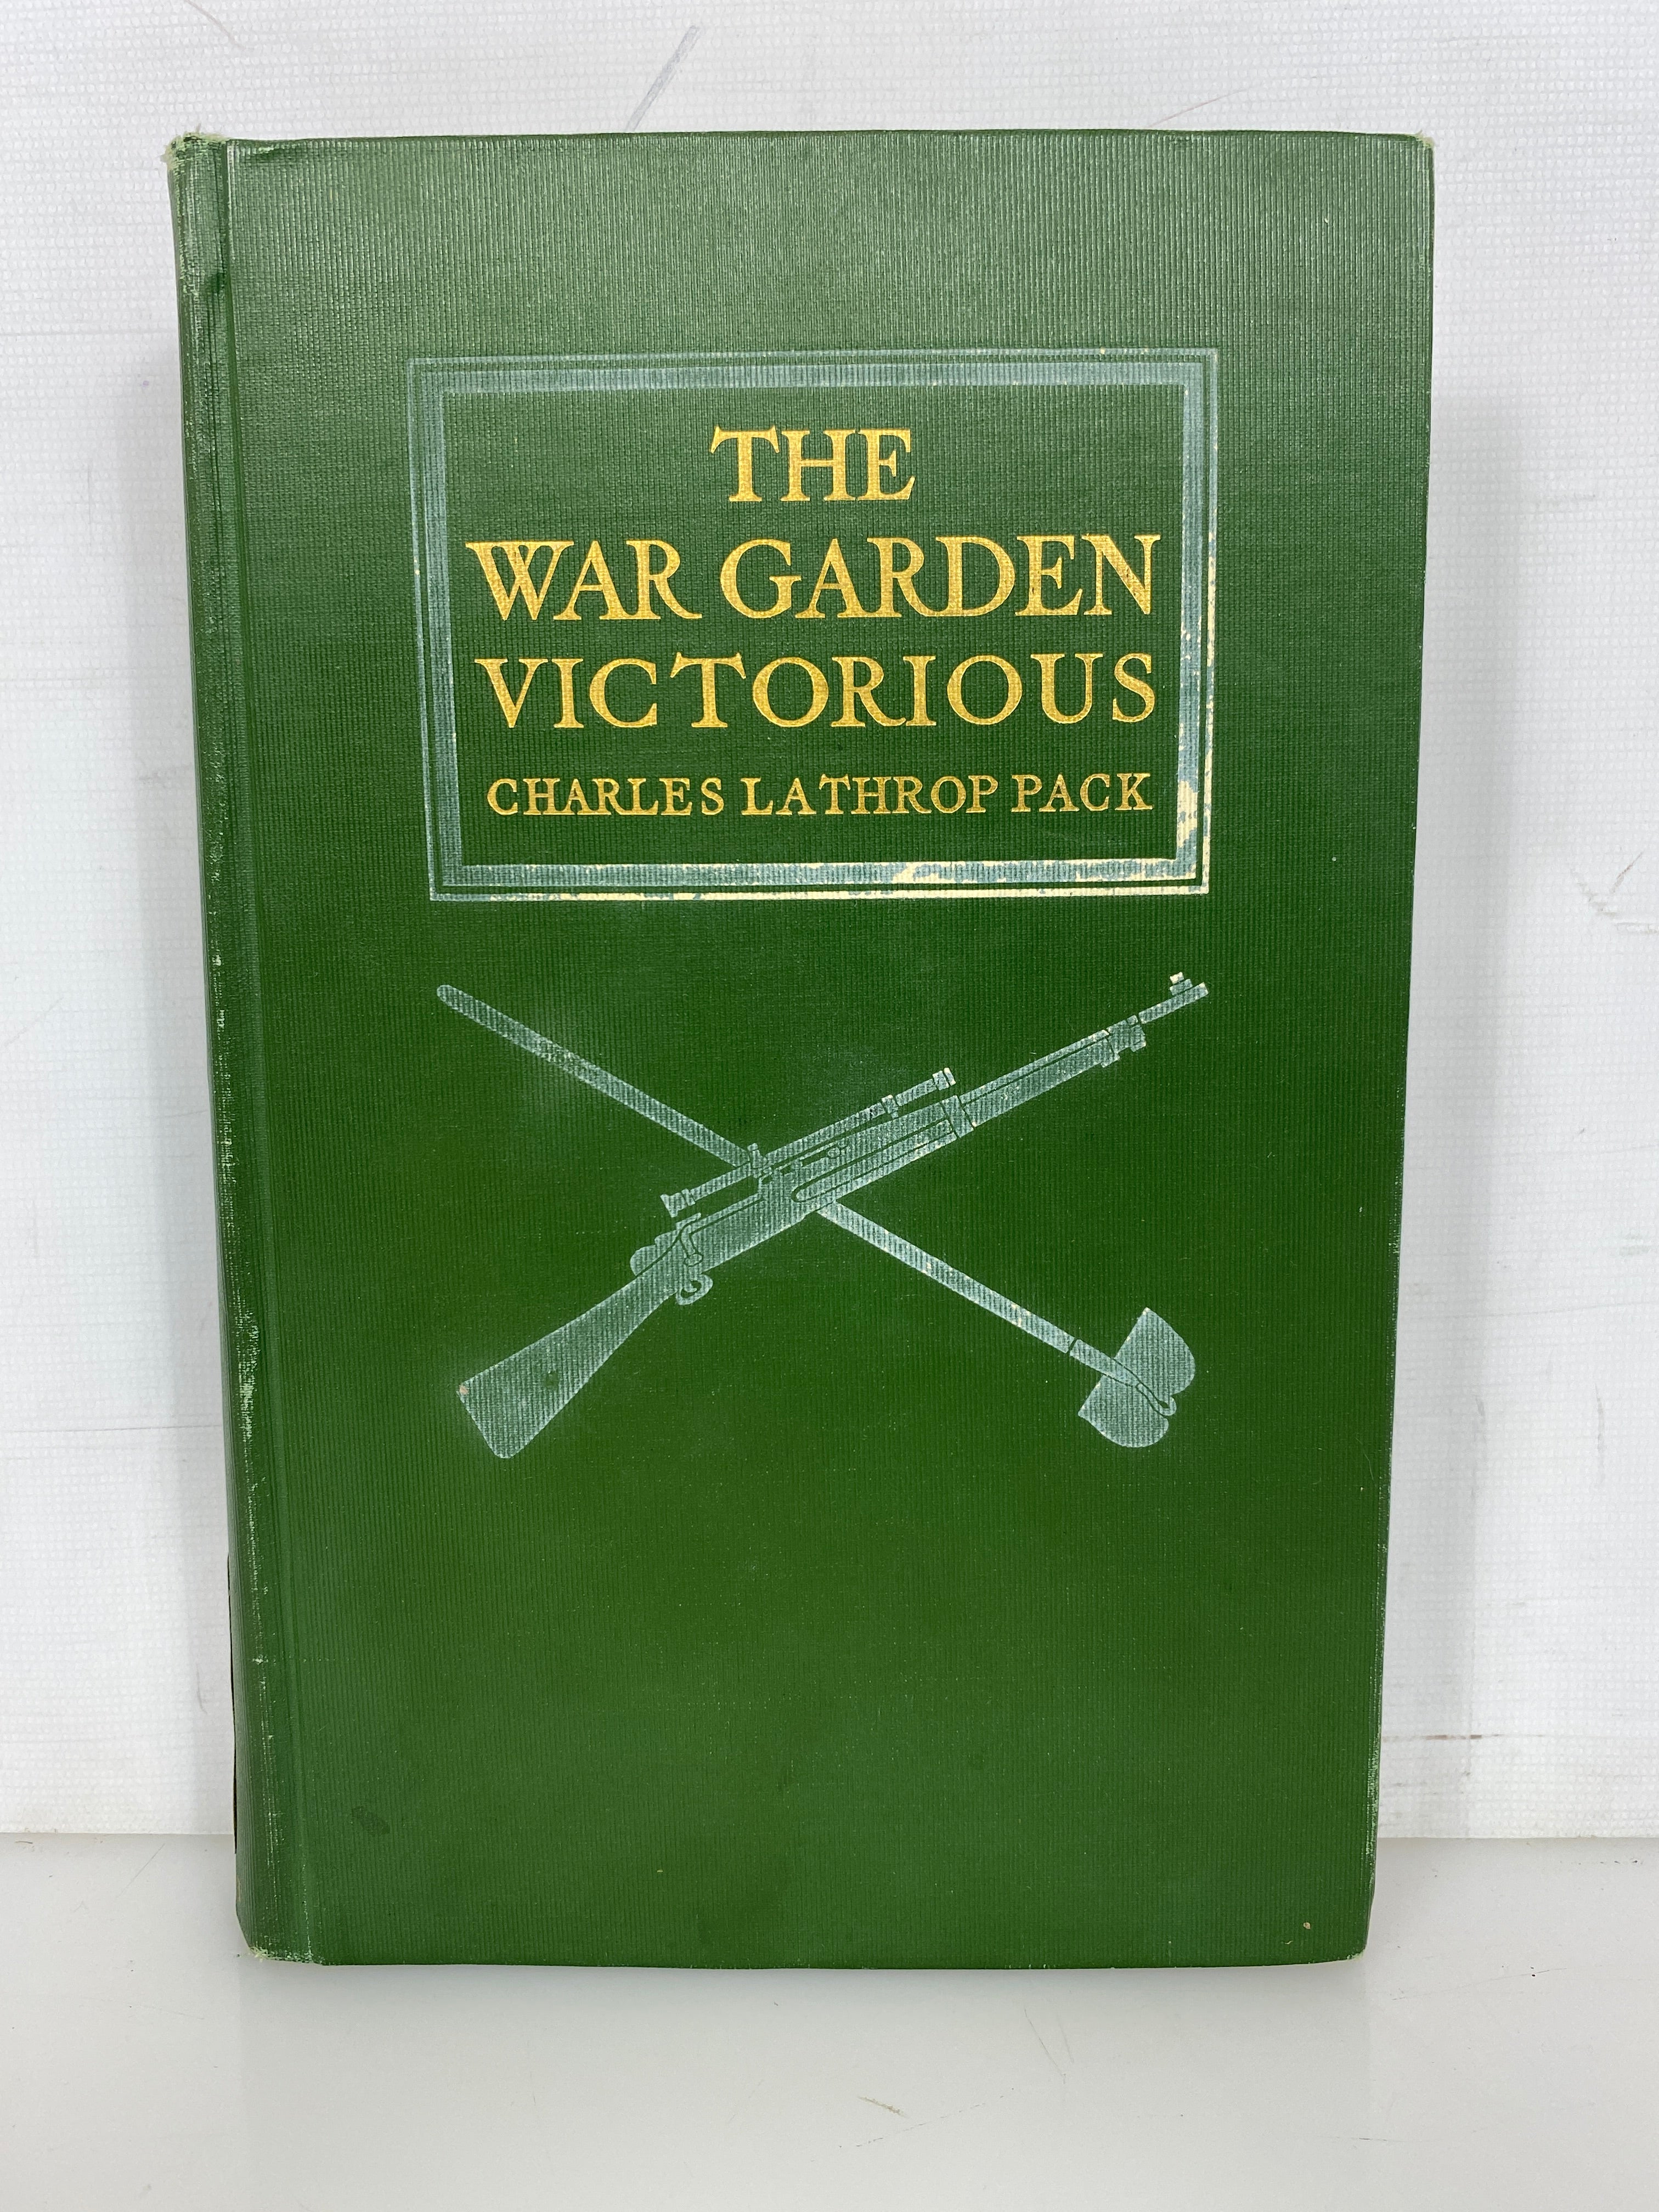 THE
WAR GARDEN
VICTORIOUS
CHARLES LATHROP PACK